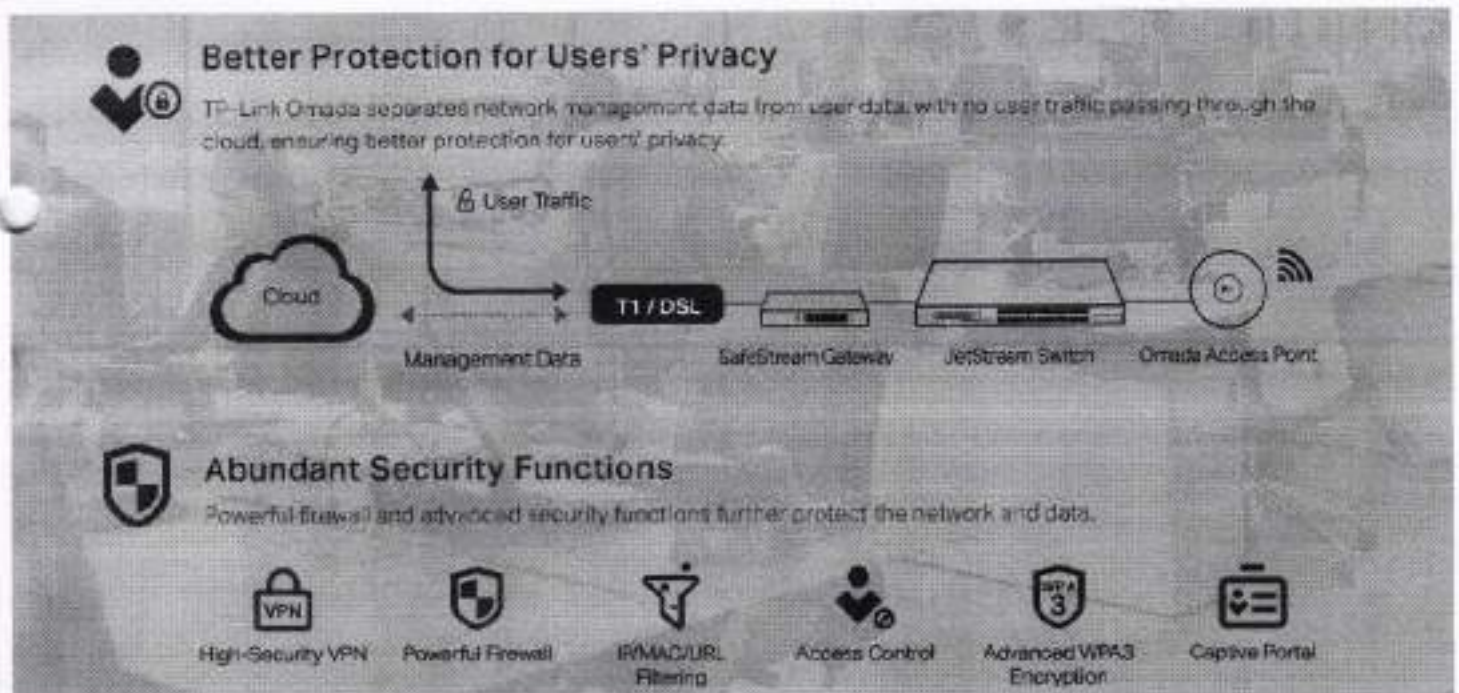 Better Protection for Users' Privacy
TP-Link Omada separates network management data from user data, with no user traffic passing through the
cloud, ensuring better protection for users' privacy.
User Traffic
Cloud
T1 / DSL
Management Data
SafeStream Gateway
JetStream Switch
Omada Access Point
Abundant Security Functions
Powerful firewall and advanced security functions further protect the network and data.
VPN
WPA
3
High-Security VPN
Powerful Firewall
IP/MAC/URL
Filtering
Access Control
Advanced WPA3
Encryption
Captive Portal